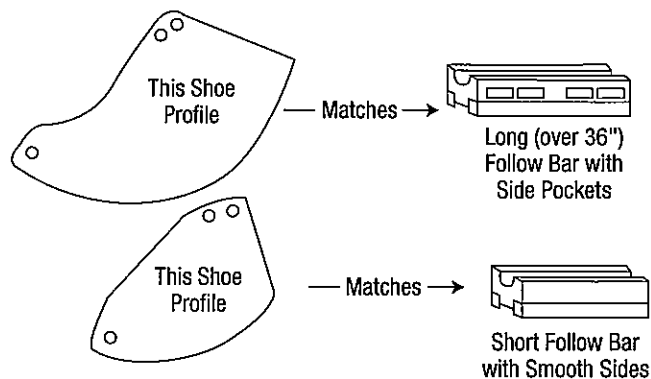 This Shoe
Profile
Matches
Long (over 36")
Follow Bar with
Side Pockets
This Shoe
Profile
Matches
Short Follow Bar
with Smooth Sides